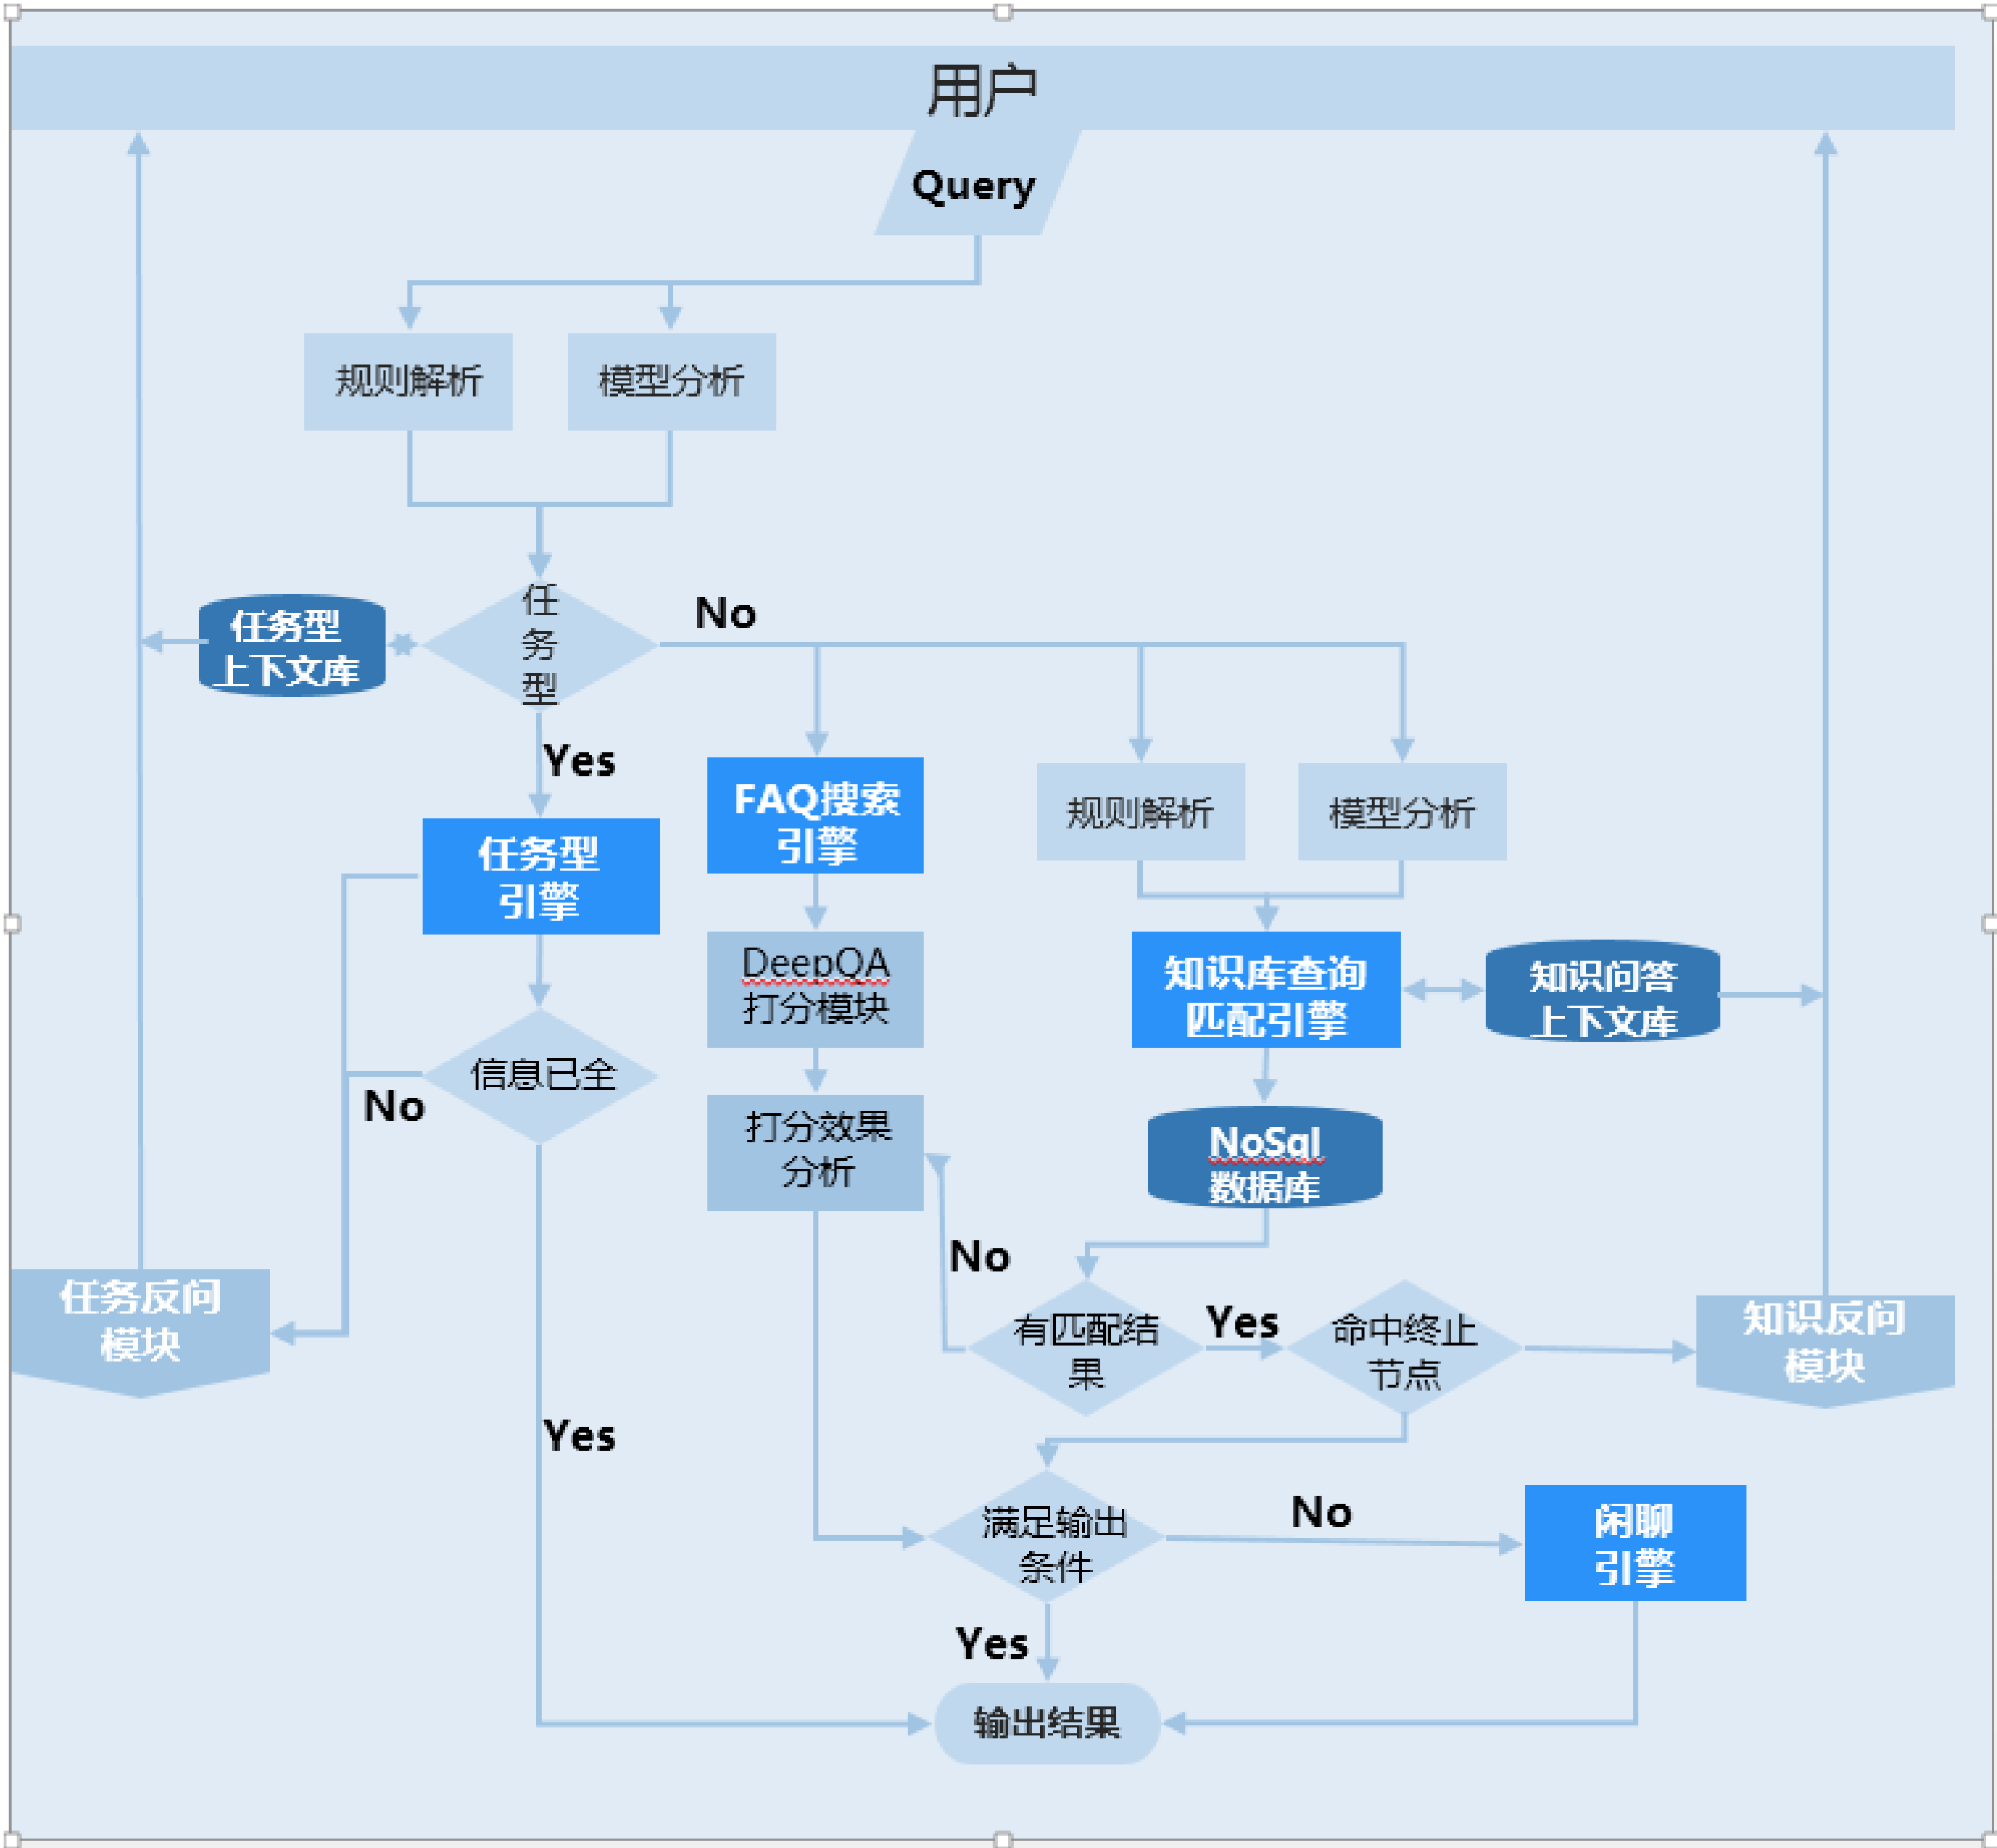 用户
Query
规则解析
模型分析
任务型
上下文库
任
务
型
No
Yes
任务型
引擎
FAQ搜索
引擎
规则解析
模型分析
DeepQA
打分模块
知识库查询
匹配引擎
知识问答
上下文库
信息已全
No
打分效果
分析
NoSql
数据库
No
任务反问
模块
有匹配结
果
Yes
命中终止
节点
知识反问
模块
Yes
满足输出
条件
No
闲聊
引擎
Yes
输出结果